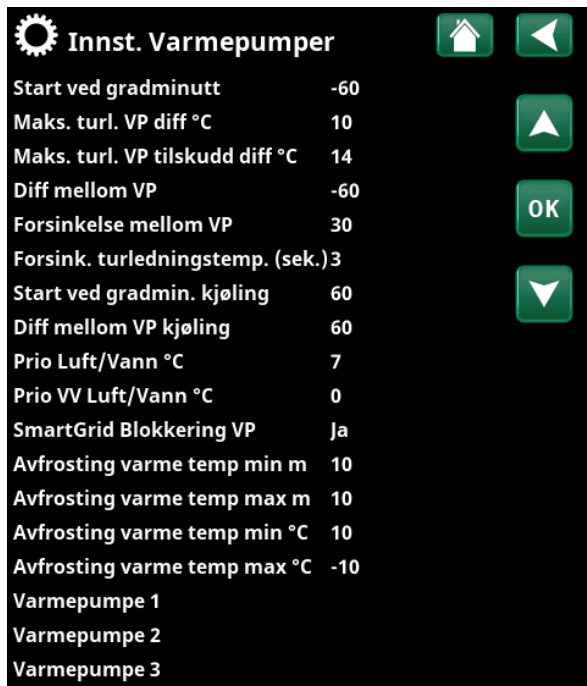 Innst. Varmepumper
Start ved gradminutt -60
Maks. turl. VP diff °C 10
Maks. turl. VP tilskudd diff °C 14
Diff mellom VP -60
Forsinkelse mellom VP 30
OK
Forsink. turledningstemp. (sek.) 3
Start ved gradmin. kjøling 60
Diff mellom VP kjøling 60
Prio Luft/Vann °C 7
Prio VV Luft/Vann °C 0
SmartGrid Blokkering VP Ja
Avfrosting varme temp min m 10
Avfrosting varme temp max m 10
Avfrosting varme temp min °C 10
Avfrosting varme temp max °C -10
Varmepumpe 1
Varmepumpe 2
Varmepumpe 3